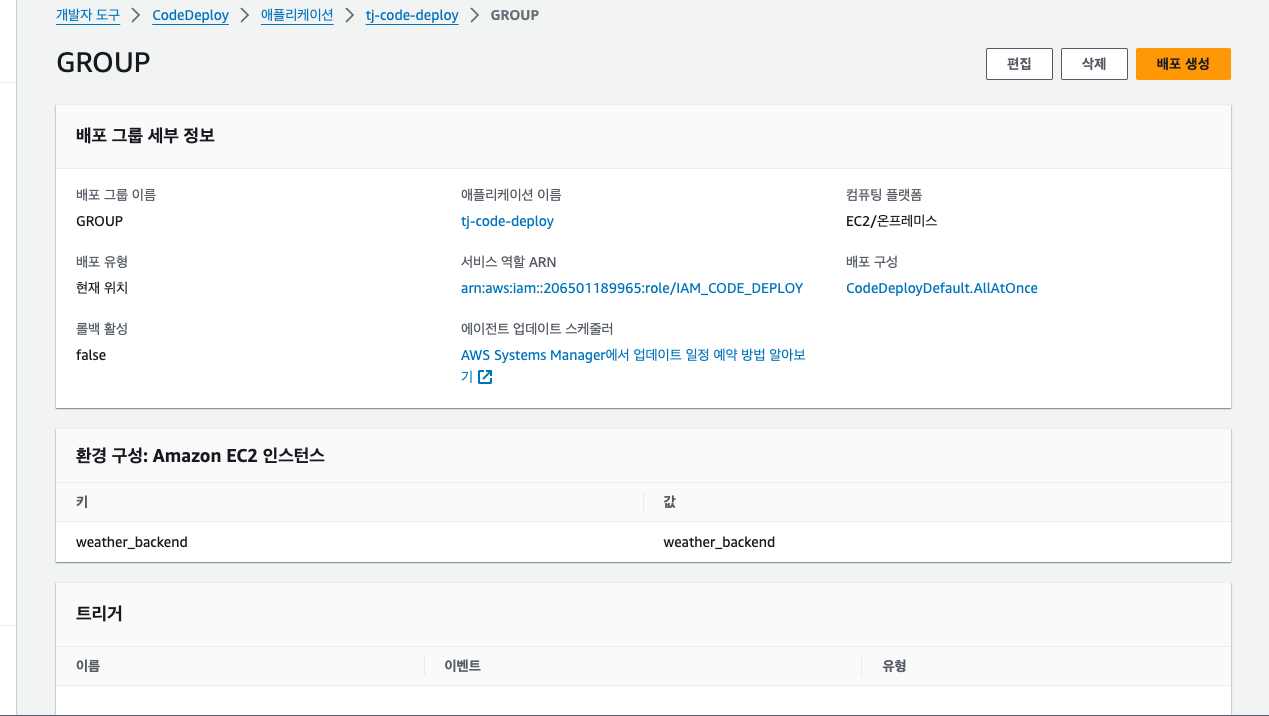 개발자 도구 > CodeDeploy > 애플리케이션 > tj-code-deploy > GROUP
GROUP
편집 삭제 배포 생성
배포 그룹 세부 정보
배포 그룹 이름 애플리케이션 이름 컴퓨팅 플랫폼
GROUP tj-code-deploy EC2/온프레미스
배포 유형 서비스 역할 ARN 배포 구성
현재 위치 arn:aws:iam::206501189965:role/IAM_CODE_DEPLOY CodeDeployDefault.AllAtOnce
롤백 활성 에이전트 업데이트 스케줄러
false AWS Systems Manager에서 업데이트 일정 예약 방법 알아보
기
환경 구성: Amazon EC2 인스턴스
키 값
weather_backend weather_backend
트리거
이름 이벤트 유형